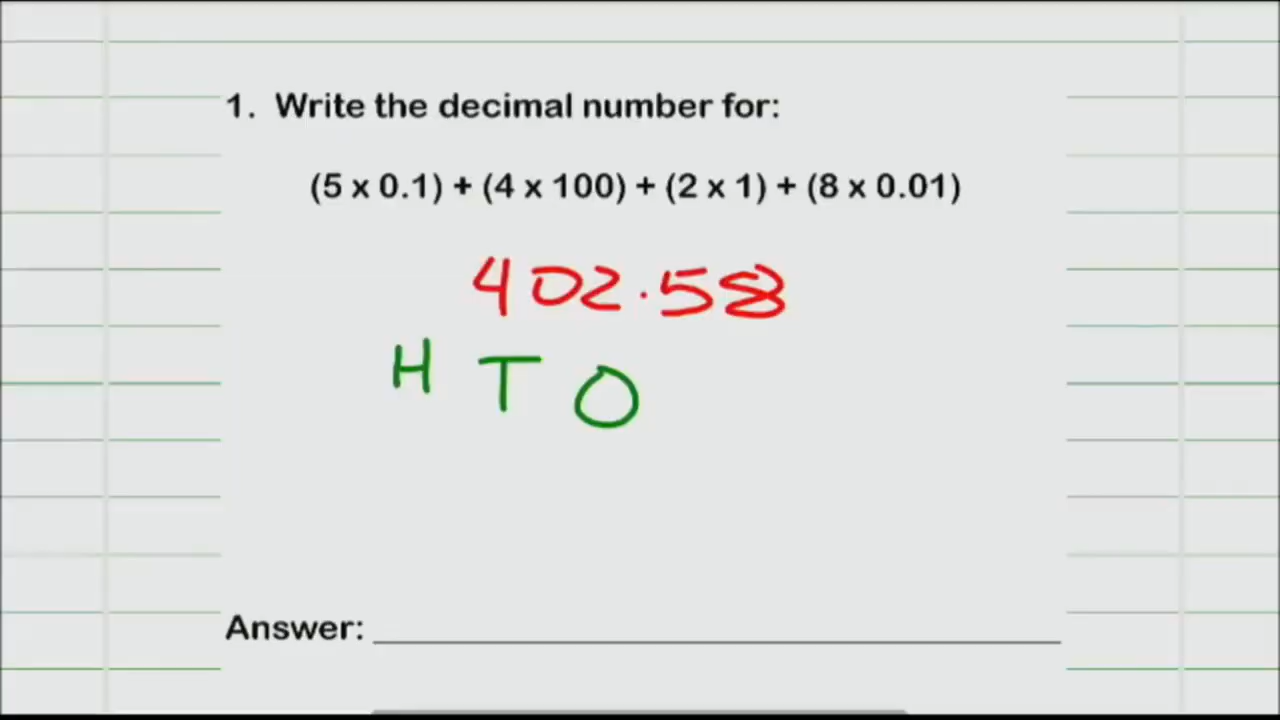 1. Write the decimal number for:
(5 x 0.1) + (4 x 100) + (2 x 1) + (8 x 0.01)
402.58
H T O
Answer: